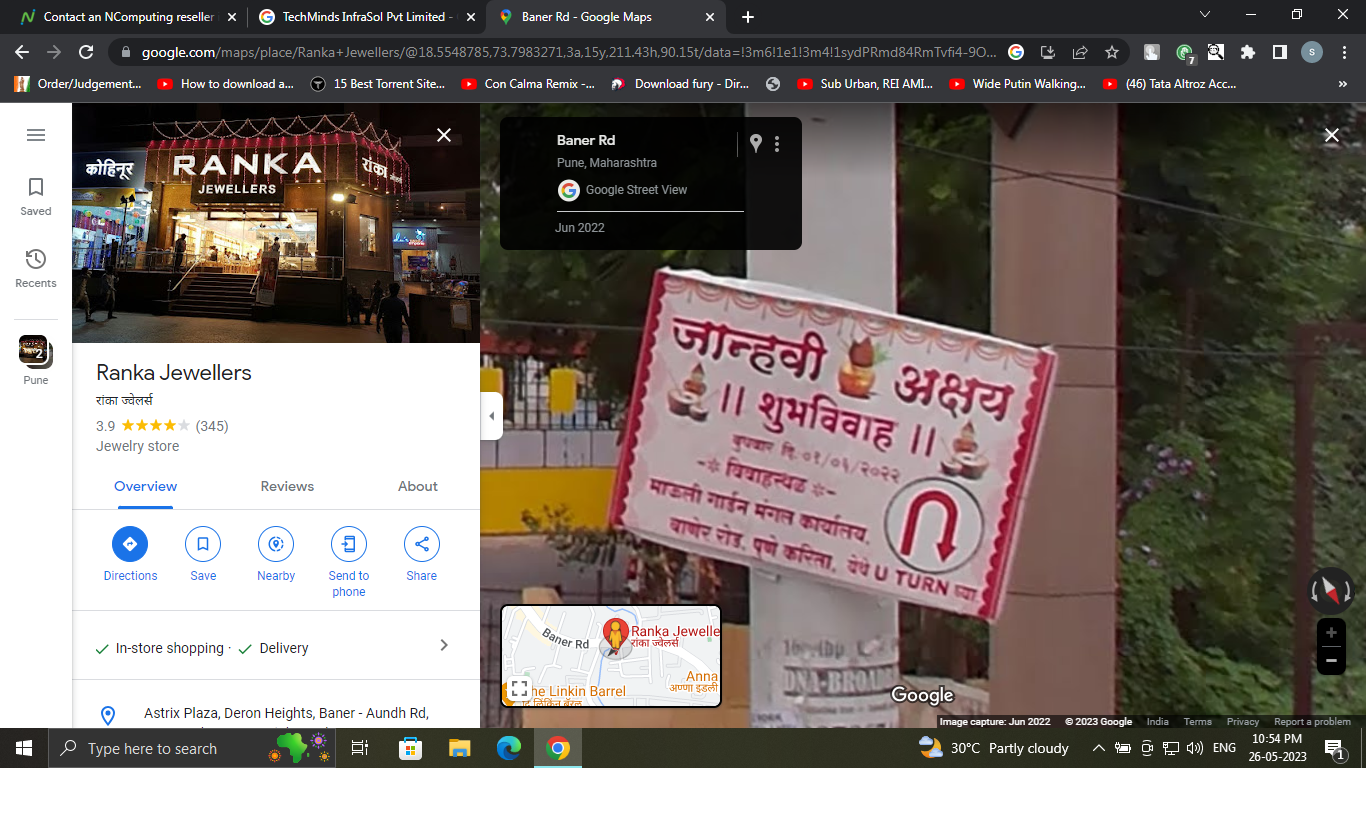 Contact an NComputing reseller
TechMinds InfraSol Pvt Limited -
Baner Rd - Google Maps
google.com/maps/place/Ranka+Jewellers/@18.5548785,73.7983271,3a,15y,211.43h,90.15t/data=!3m6!1e1!3m4!1sydPRmd84RmTvfi4-9O...
S
7
Order/Judgement...
How to download a...
15 Best Torrent Site...
Con Calma Remix -...
Download fury - Dir...
Sub Urban, REI AMI...
Wide Putin Walking...
(46) Tata Altroz Acc...
»
Saved
Recents
2
Pune
कोहिनूर
RANKA
JEWELLERS
रांका
Ranka Jewellers
रांका ज्वेलर्स
3.9
(345)
Jewelry store
Overview
Reviews
About
Directions
Save
Nearby
Send to
phone
Share
In-store shopping ·
Delivery
Astrix Plaza, Deron Heights, Baner - Aundh Rd,
Baner Rd
Pune, Maharashtra
Google Street View
Jun 2022
जान्हवी
अक्षय
॥ शुभविवाह ॥
बुधवार दि. ०१/०६/२०२२
-※ विवाहस्थळ ※-
माऊली गार्डन मंगल कार्यालय,
बाणेर रोड, पुणे करिता, येथे U TURN घ्या.
DNA-BROAD
Baner Rd
Ranka Jewelle
रांका ज्वेलर्स
The Linkin Barrel
द लिंकिन बॅरल
Anna
अण्णा इडली
Google
Image capture: Jun 2022
© 2023 Google
India
Terms
Privacy
Report a problem
Type here to search
30°C Partly cloudy
ENG
10:54 PM
26-05-2023
1